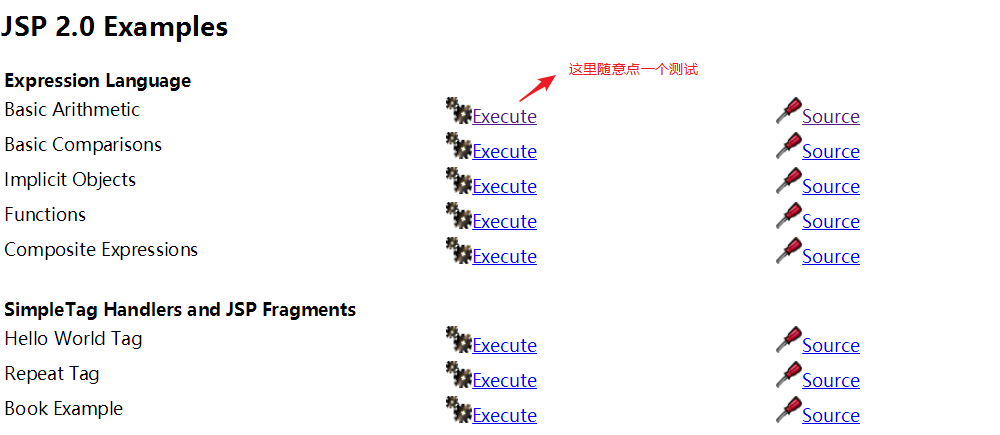 JSP 2.0 Examples
这里随意点一个测试
Expression Language
Basic Arithmetic Execute Source
Basic Comparisons Execute Source
Implicit Objects Execute Source
Functions Execute Source
Composite Expressions Execute Source
SimpleTag Handlers and JSP Fragments
Hello World Tag Execute Source
Repeat Tag Execute Source
Book Example Execute Source